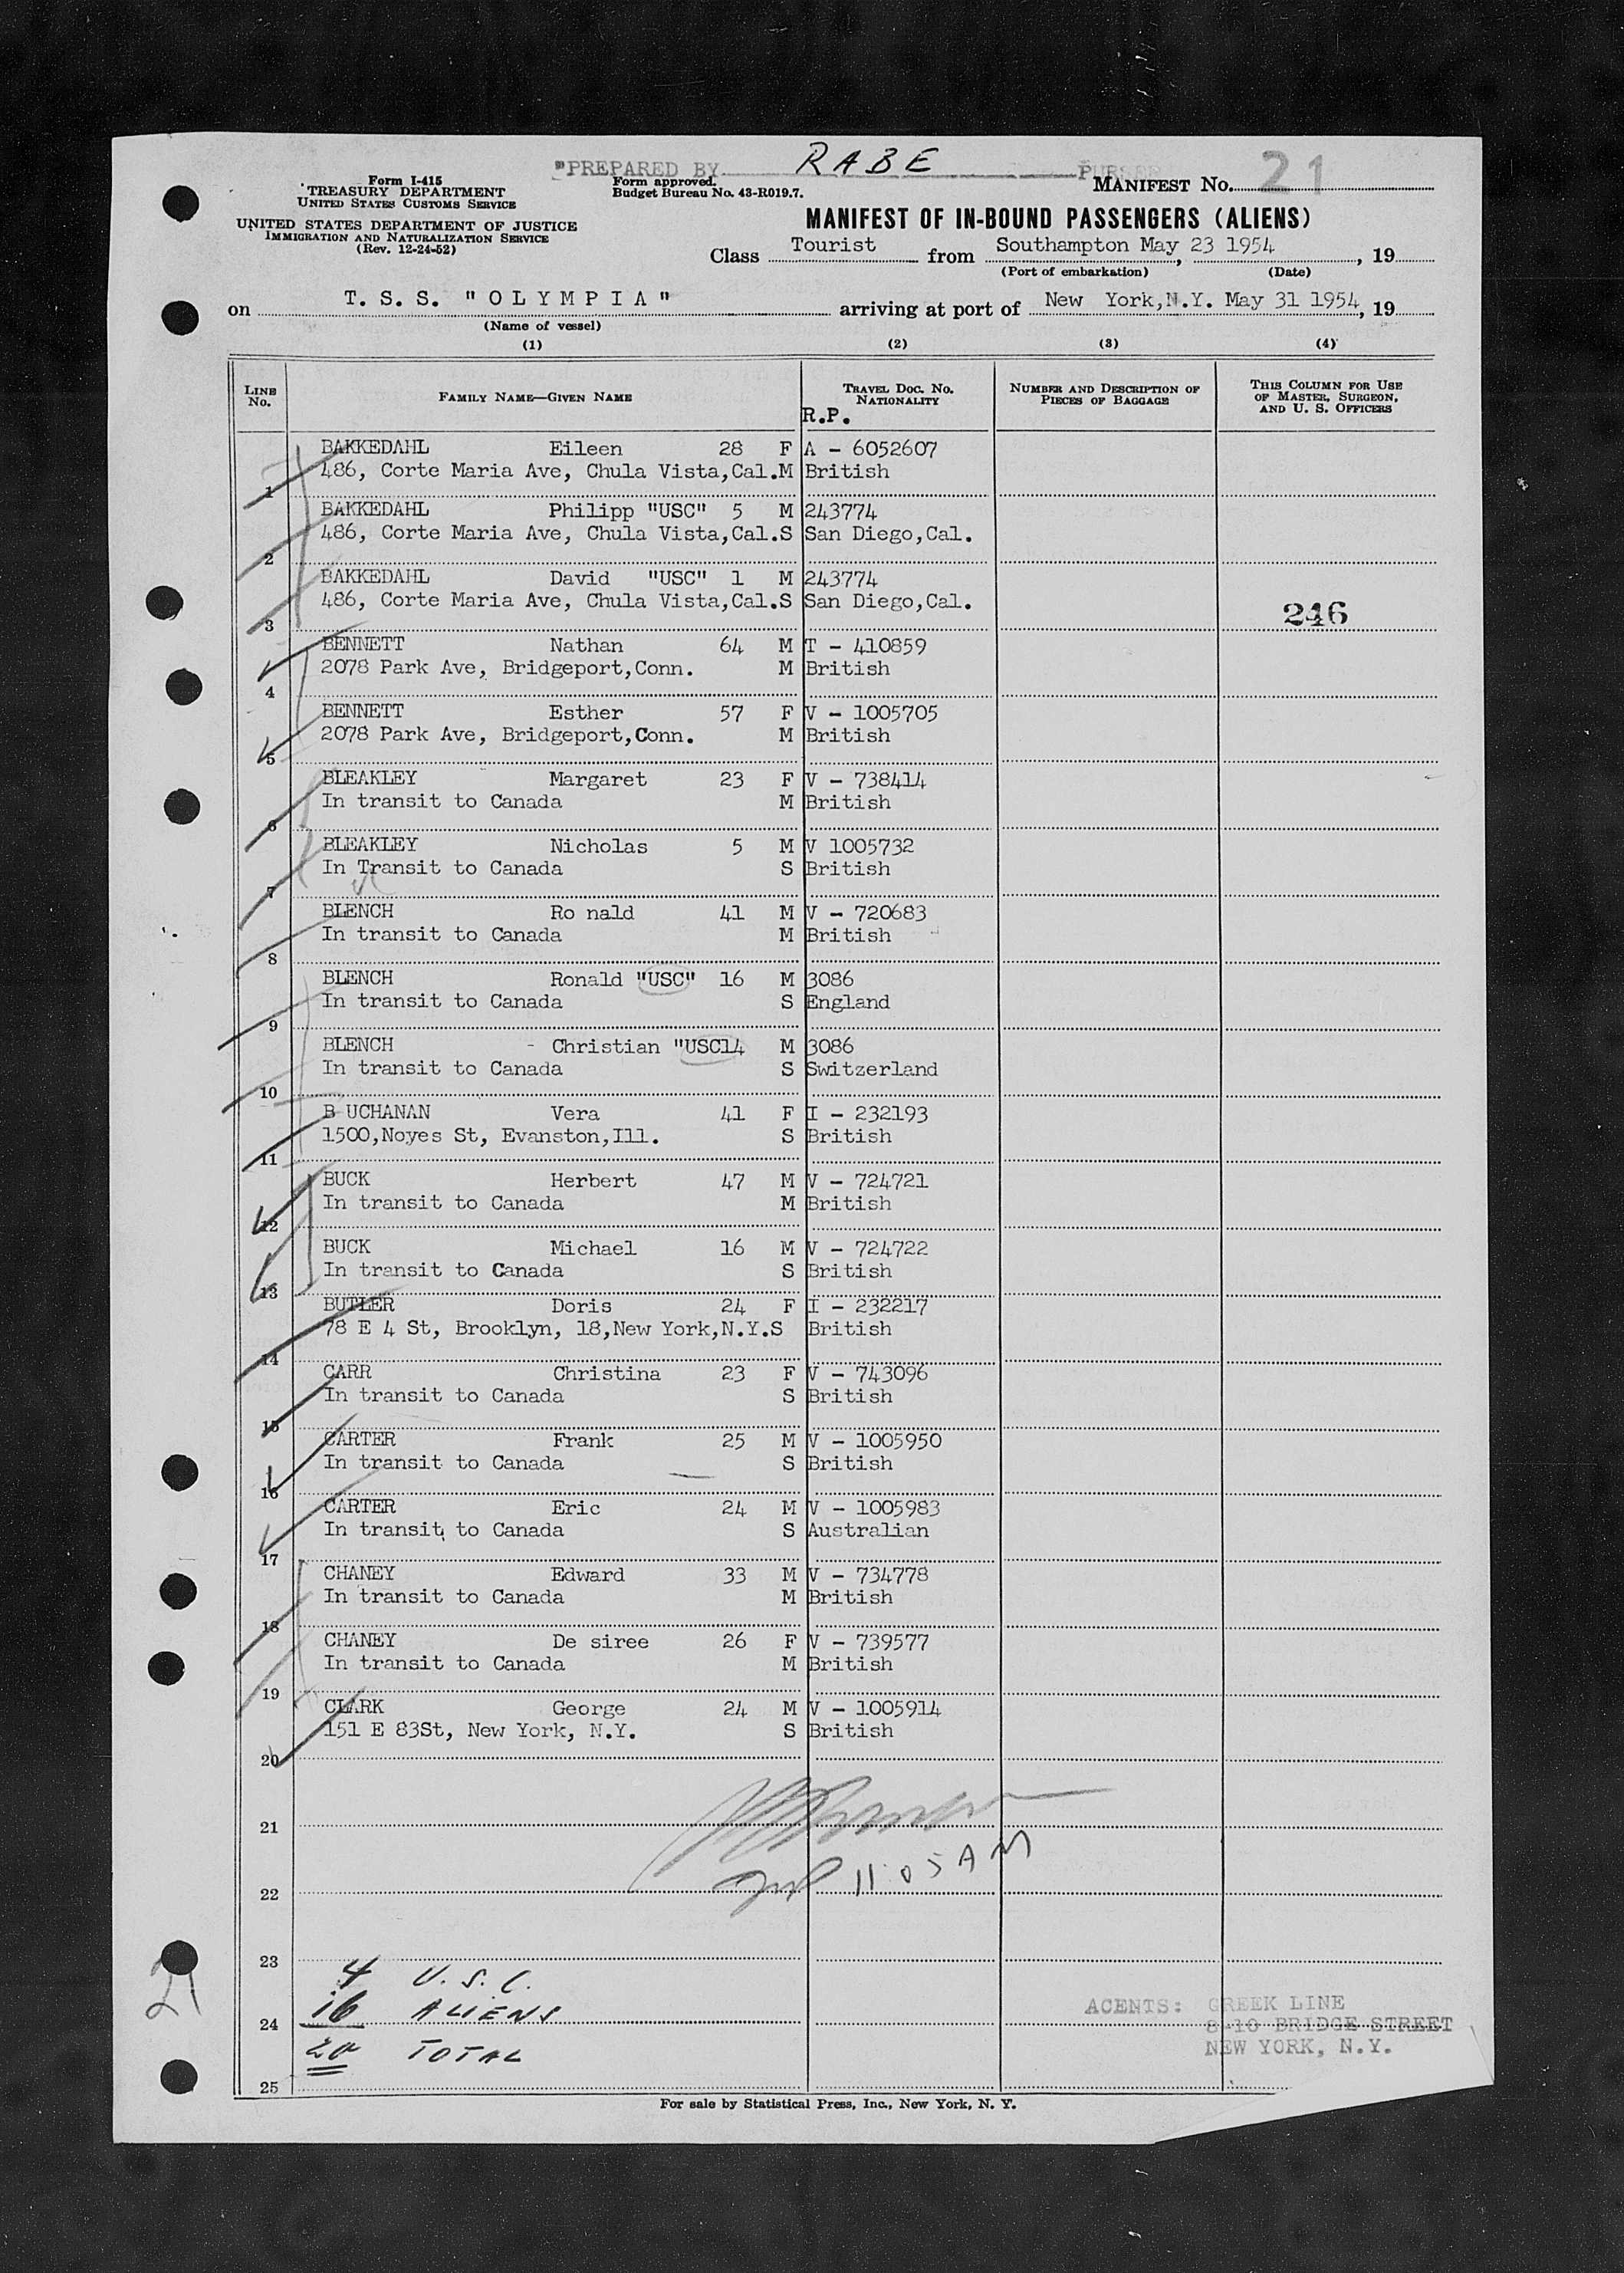 "PREPARED BY RABE PURSER
Form I-415
TREASURY DEPARTMENT
UNITED STATES CUSTOMS SERVICE
Form approved.
Budget Bureau No. 43-R019.7.
MANIFEST No. 21
UNITED STATES DEPARTMENT OF JUSTICE
IMMIGRATION AND NATURALIZATION SERVICE
(Rev. 12-24-52)
MANIFEST OF IN-BOUND PASSENGERS (ALIENS)
Class Tourist from Southampton May 23 1954, 19
(Port of embarkation) (Date)
on T. S. S. "OLYMPIA" arriving at port of New York,N.Y. May 31 1954, 19
(Name of vessel)
(1) (2) (3) (4)
LINE No. FAMILY NAME—GIVEN NAME TRAVEL DOC. NO. NATIONALITY NUMBER AND DESCRIPTION OF PIECES OF BAGGAGE THIS COLUMN FOR USE OF MASTER, SURGEON, AND U. S. OFFICERS
R.P.
BAKKEDAHL Eileen 28 F A - 6052607
486, Corte Maria Ave, Chula Vista,Cal.M British
1
BAKKEDAHL Philipp "USC" 5 M 243774
486, Corte Maria Ave, Chula Vista,Cal.S San Diego,Cal.
2
BAKKEDAHL David "USC" 1 M 243774
486, Corte Maria Ave, Chula Vista,Cal.S San Diego,Cal.
3 246
BENNETT Nathan 64 M T - 410859
2078 Park Ave, Bridgeport,Conn. M British
4
BENNETT Esther 57 F V - 1005705
2078 Park Ave, Bridgeport,Conn. M British
5
BLEAKLEY Margaret 23 F V - 738414
In transit to Canada M British
6
BLEAKLEY Nicholas 5 M V 1005732
In Transit to Canada S British
7
BLENCH Ro nald 41 M V - 720683
In transit to Canada M British
8
BLENCH Ronald "USC" 16 M 3086
In transit to Canada S England
9
BLENCH - Christian "USC14 M 3086
In transit to Canada S Switzerland
10
B UCHANAN Vera 41 F I - 232193
1500,Noyes St, Evanston,Ill. S British
11
BUCK Herbert 47 M V - 724721
In transit to Canada M British
12
BUCK Michael 16 M V - 724722
In transit to Canada S British
13
BUTLER Doris 24 F I - 232217
78 E 4 St, Brooklyn, 18,New York,N.Y.S British
14
CARR Christina 23 F V - 743096
In transit to Canada S British
15
CARTER Frank 25 M V - 1005950
In transit to Canada S British
16
CARTER Eric 24 M V - 1005983
In transit to Canada S Australian
17
CHANEY Edward 33 M V - 734778
In transit to Canada M British
18
CHANEY De siree 26 F V - 739577
In transit to Canada M British
19
CLARK George 24 M V - 1005914
151 E 83St, New York, N.Y. S British
20
21
11:05 AM
22
23
4 U.S.C.
16 ALIENS
24
20 TOTAL
25
21
AGENTS: GREEK LINE
8-10 BRIDGE STREET
NEW YORK, N.Y.
For sale by Statistical Press, Inc., New York, N. Y.